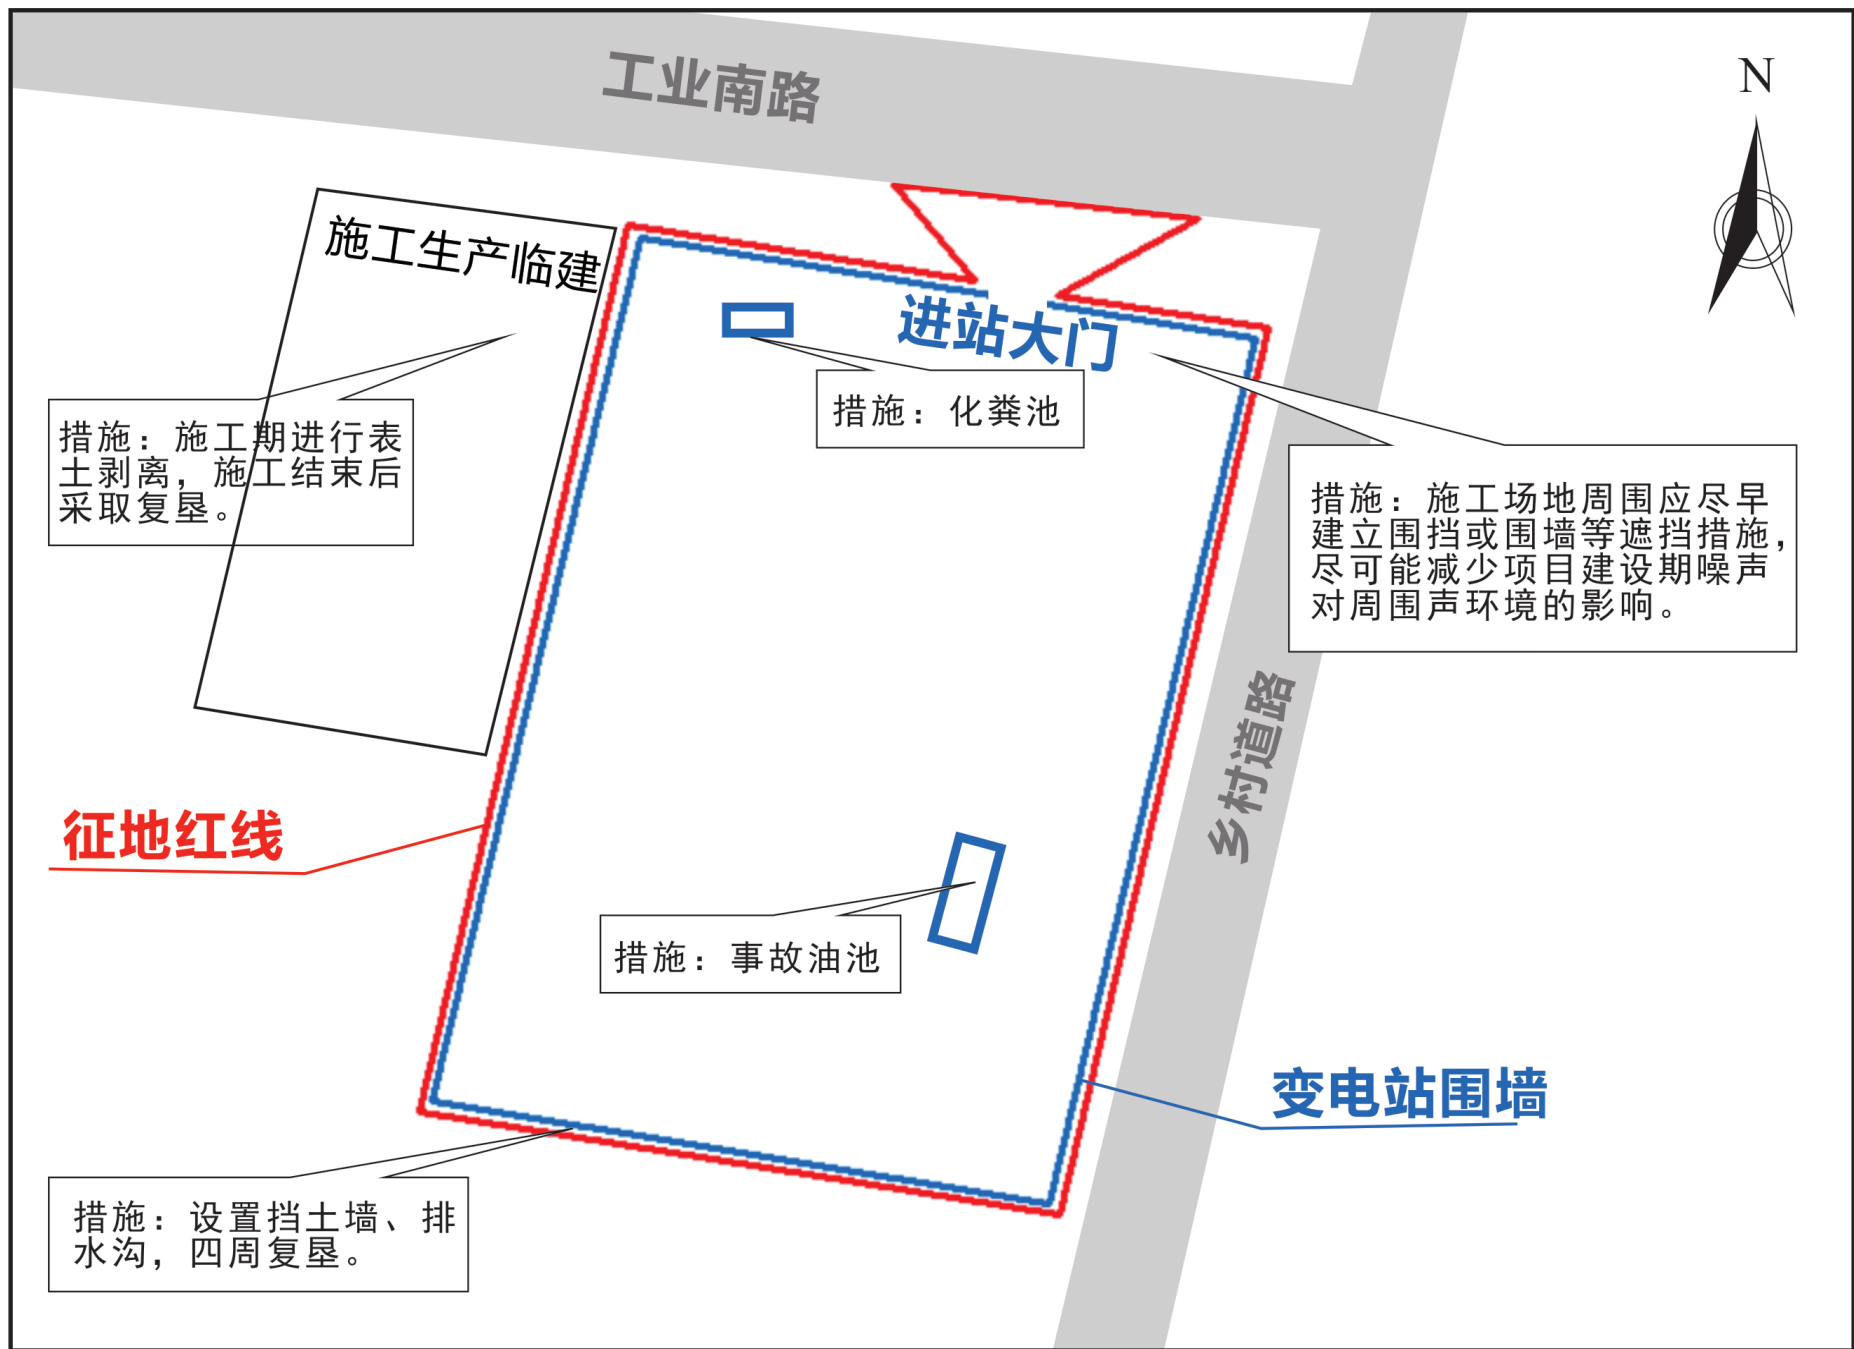 工业南路
N
施工生产临建
进站大门
措施：化粪池
措施：施工期进行表
土剥离，施工结束后
采取复垦。
措施：施工场地周围应尽早
建立围挡或围墙等遮挡措施，
尽可能减少项目建设期噪声
对周围声环境的影响。
乡村道路
征地红线
措施：事故油池
变电站围墙
措施：设置挡土墙、排
水沟，四周复垦。